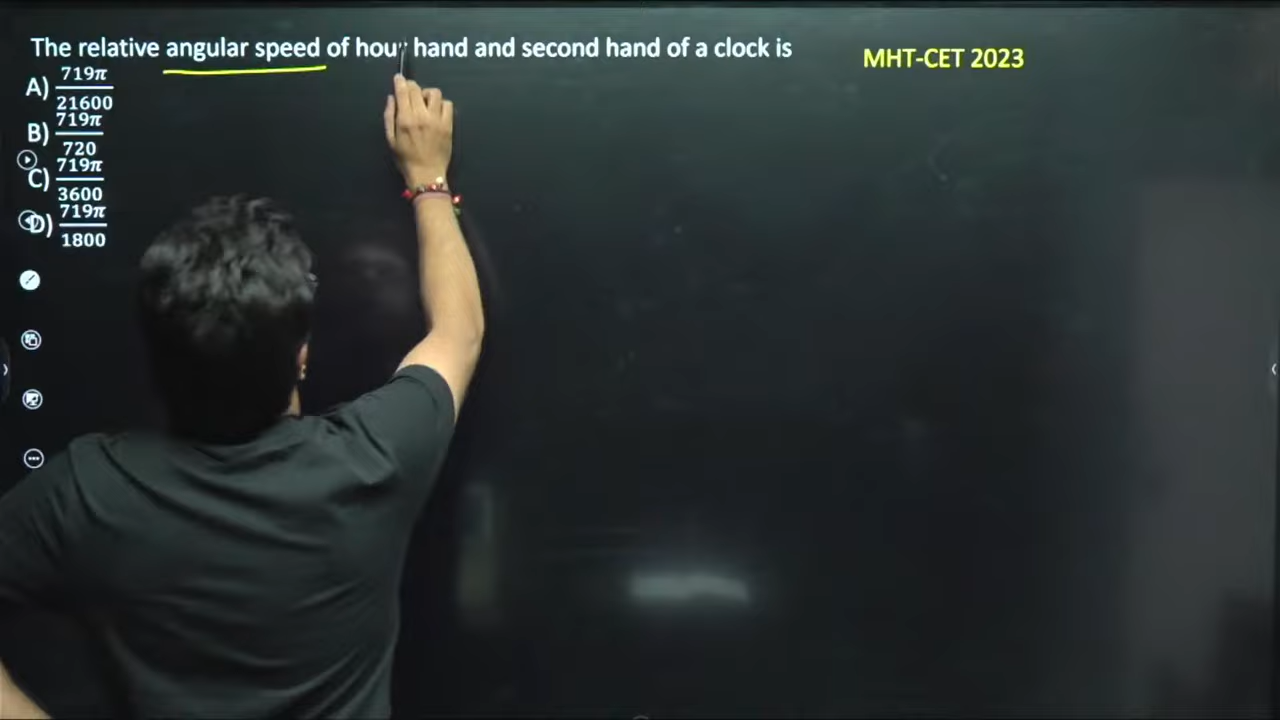 The relative angular speed of hour hand and second hand of a clock is
MHT-CET 2023
A) 719π/21600
B) 719π/720
C) 719π/3600
D) 719π/1800